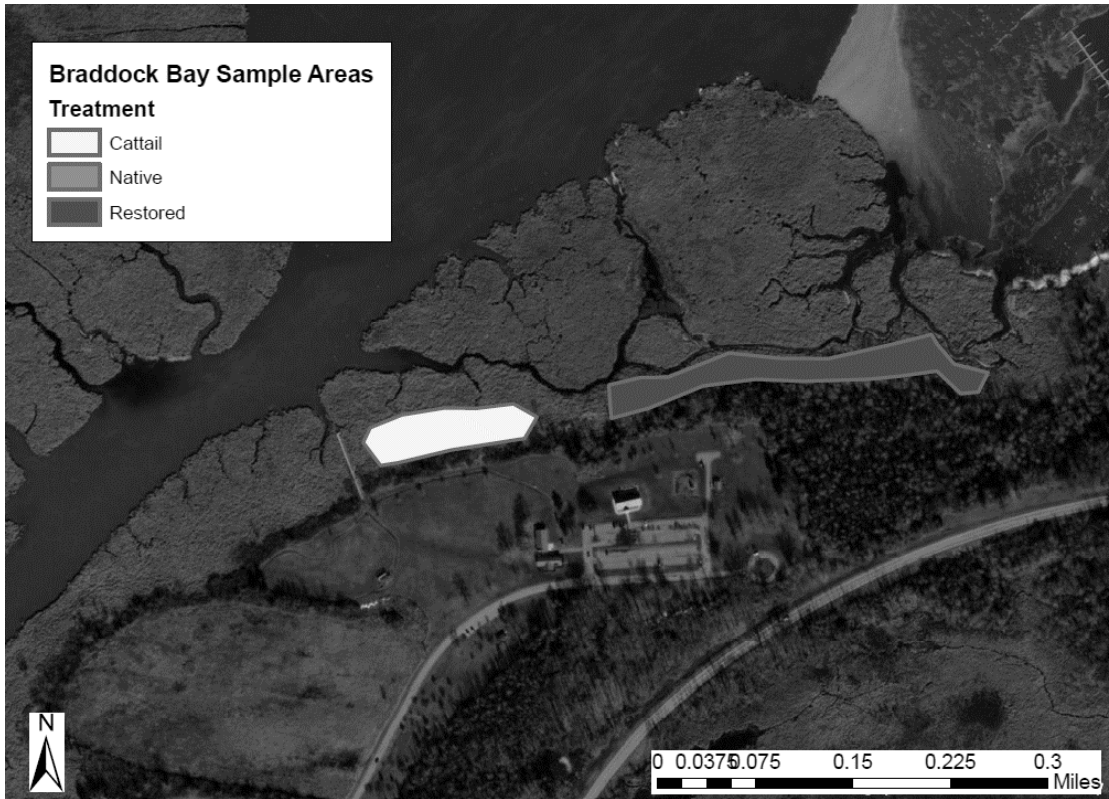 Braddock Bay Sample Areas
Treatment
Cattail
Native
Restored
N
0 0.0375 0.075 0.15 0.225 0.3
Miles